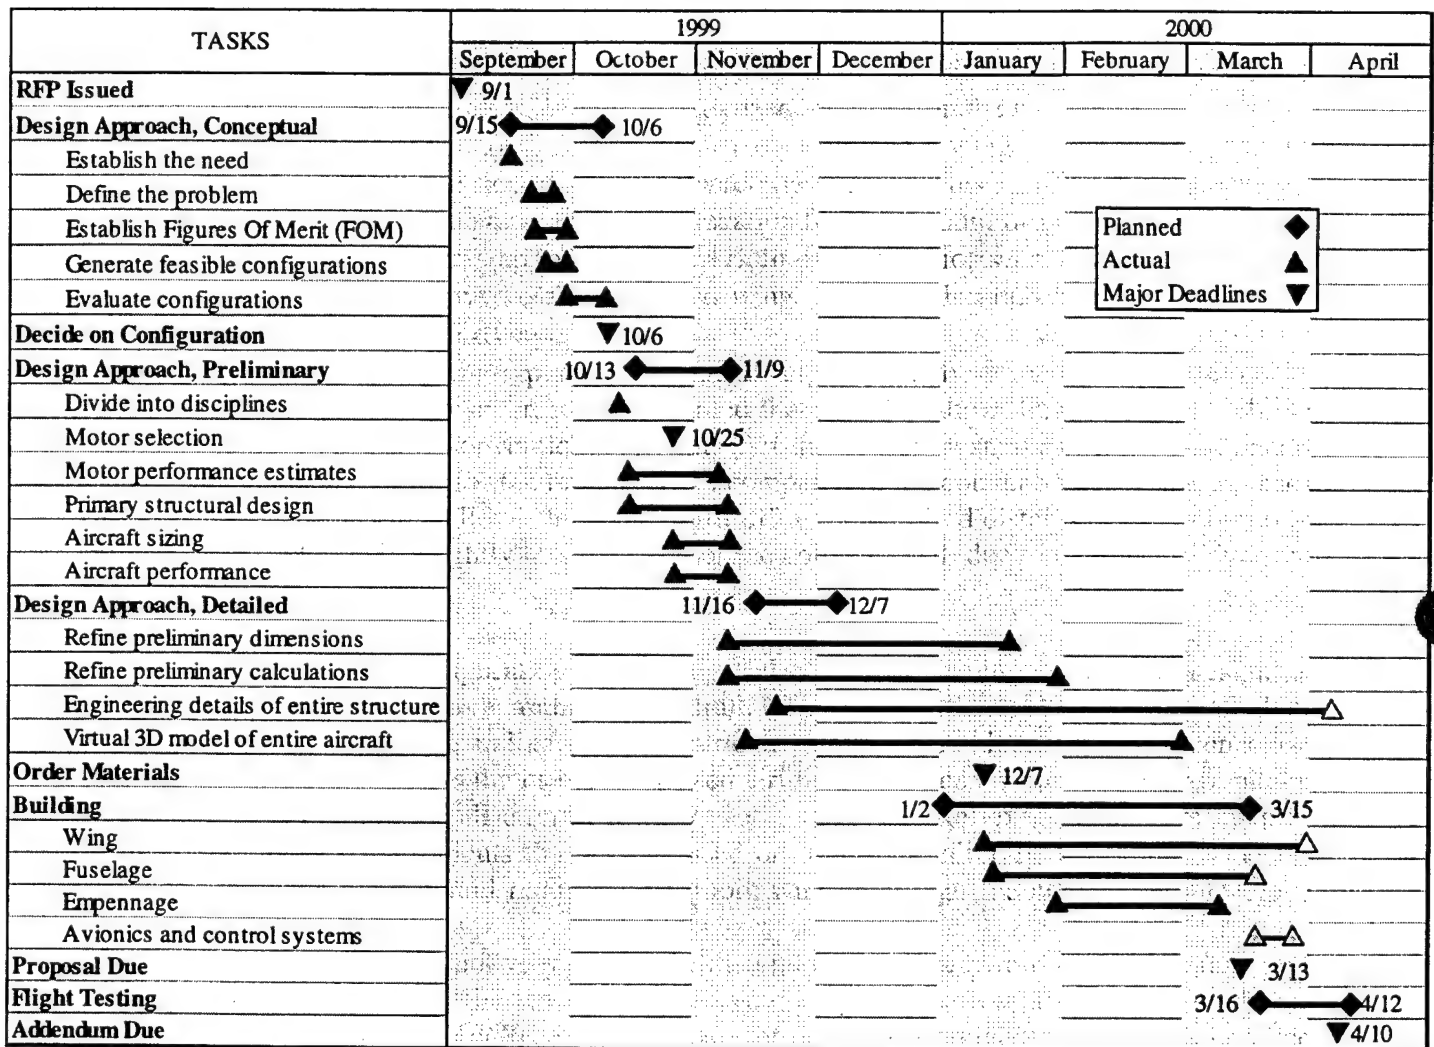 TASKS
1999 2000
September October November December January February March April
RFP Issued 9/1
Design Approach, Conceptual 9/15 10/6
Establish the need
Define the problem
Establish Figures Of Merit (FOM)
Generate feasible configurations
Evaluate configurations
Decide on Configuration 10/6
Design Approach, Preliminary 10/13 11/9
Divide into disciplines
Motor selection 10/25
Motor performance estimates
Primary structural design
Aircraft sizing
Aircraft performance
Design Approach, Detailed 11/16 12/7
Refine preliminary dimensions
Refine preliminary calculations
Engineering details of entire structure
Virtual 3D model of entire aircraft
Order Materials 12/7
Building 1/2 3/15
Wing
Fuselage
Empennage
Avionics and control systems
Proposal Due 3/13
Flight Testing 3/16 4/12
Addendum Due 4/10
Planned
Actual
Major Deadlines